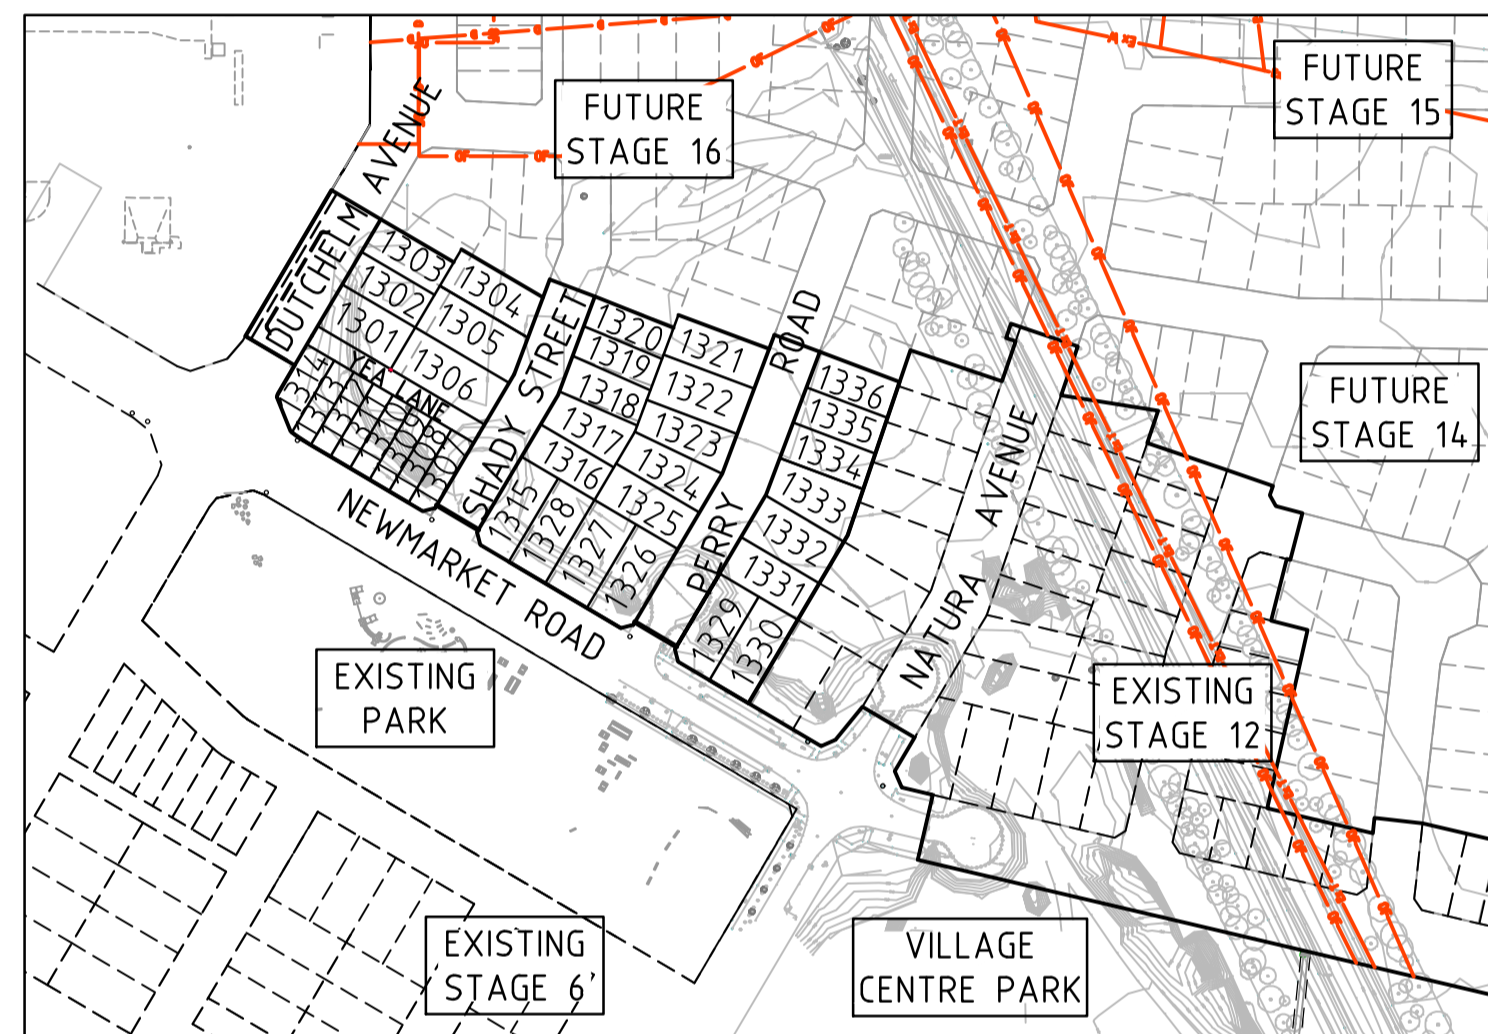 FUTURE
STAGE 16
FUTURE
STAGE 15
FUTURE
STAGE 14
DUTCHELM AVENUE
1303
1302
1301
1304
1305
1306
YEA LANE
SHADY STREET
1320
1319
1318
1317
1316
1315
1321
1322
1323
1324
1325
1328
1327
1326
PERRY ROAD
1336
1335
1334
1333
1332
1331
1329
1330
NATURA AVENUE
NEWMARKET ROAD
EXISTING
PARK
EXISTING
STAGE 12
EXISTING
STAGE 6
VILLAGE
CENTRE PARK